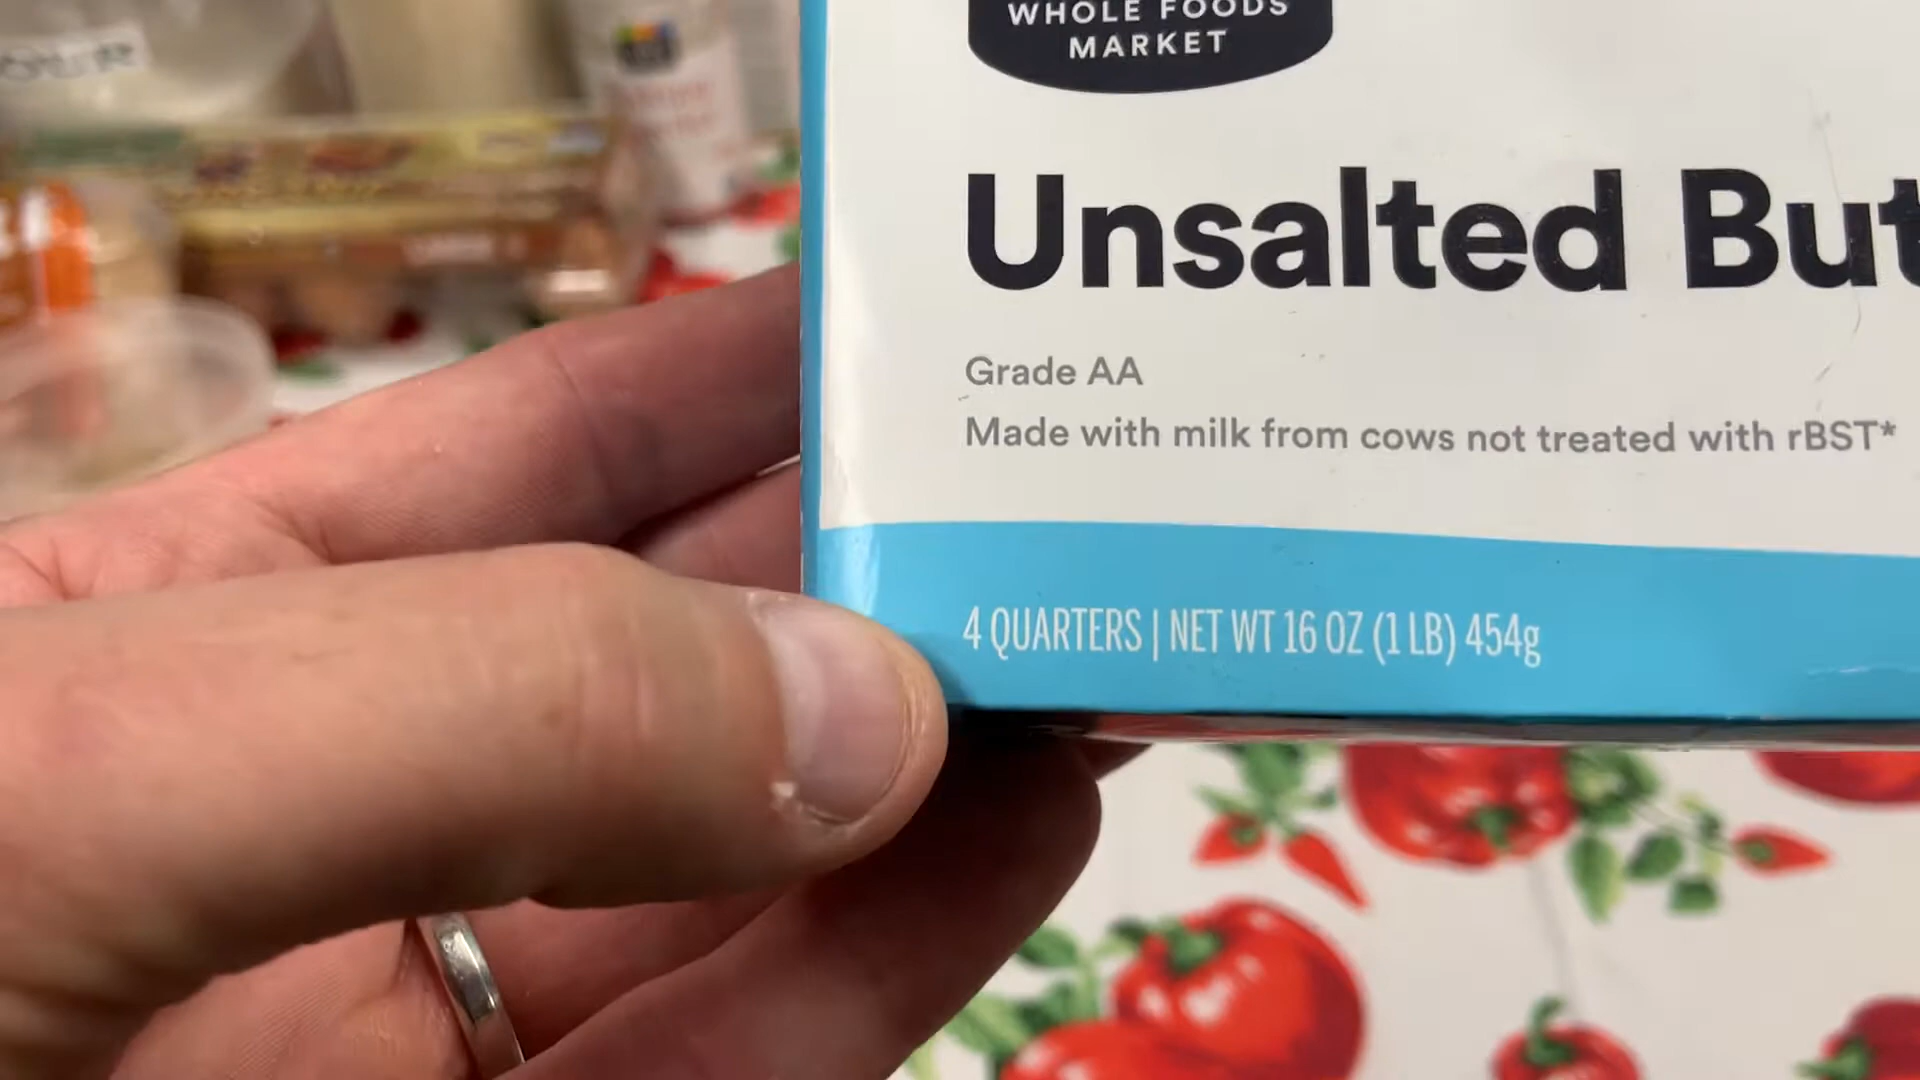 WHOLE FOODS
MARKET
Unsalted But
Grade AA
Made with milk from cows not treated with rBST*
4 QUARTERS | NET WT 16 OZ (1 LB) 454g